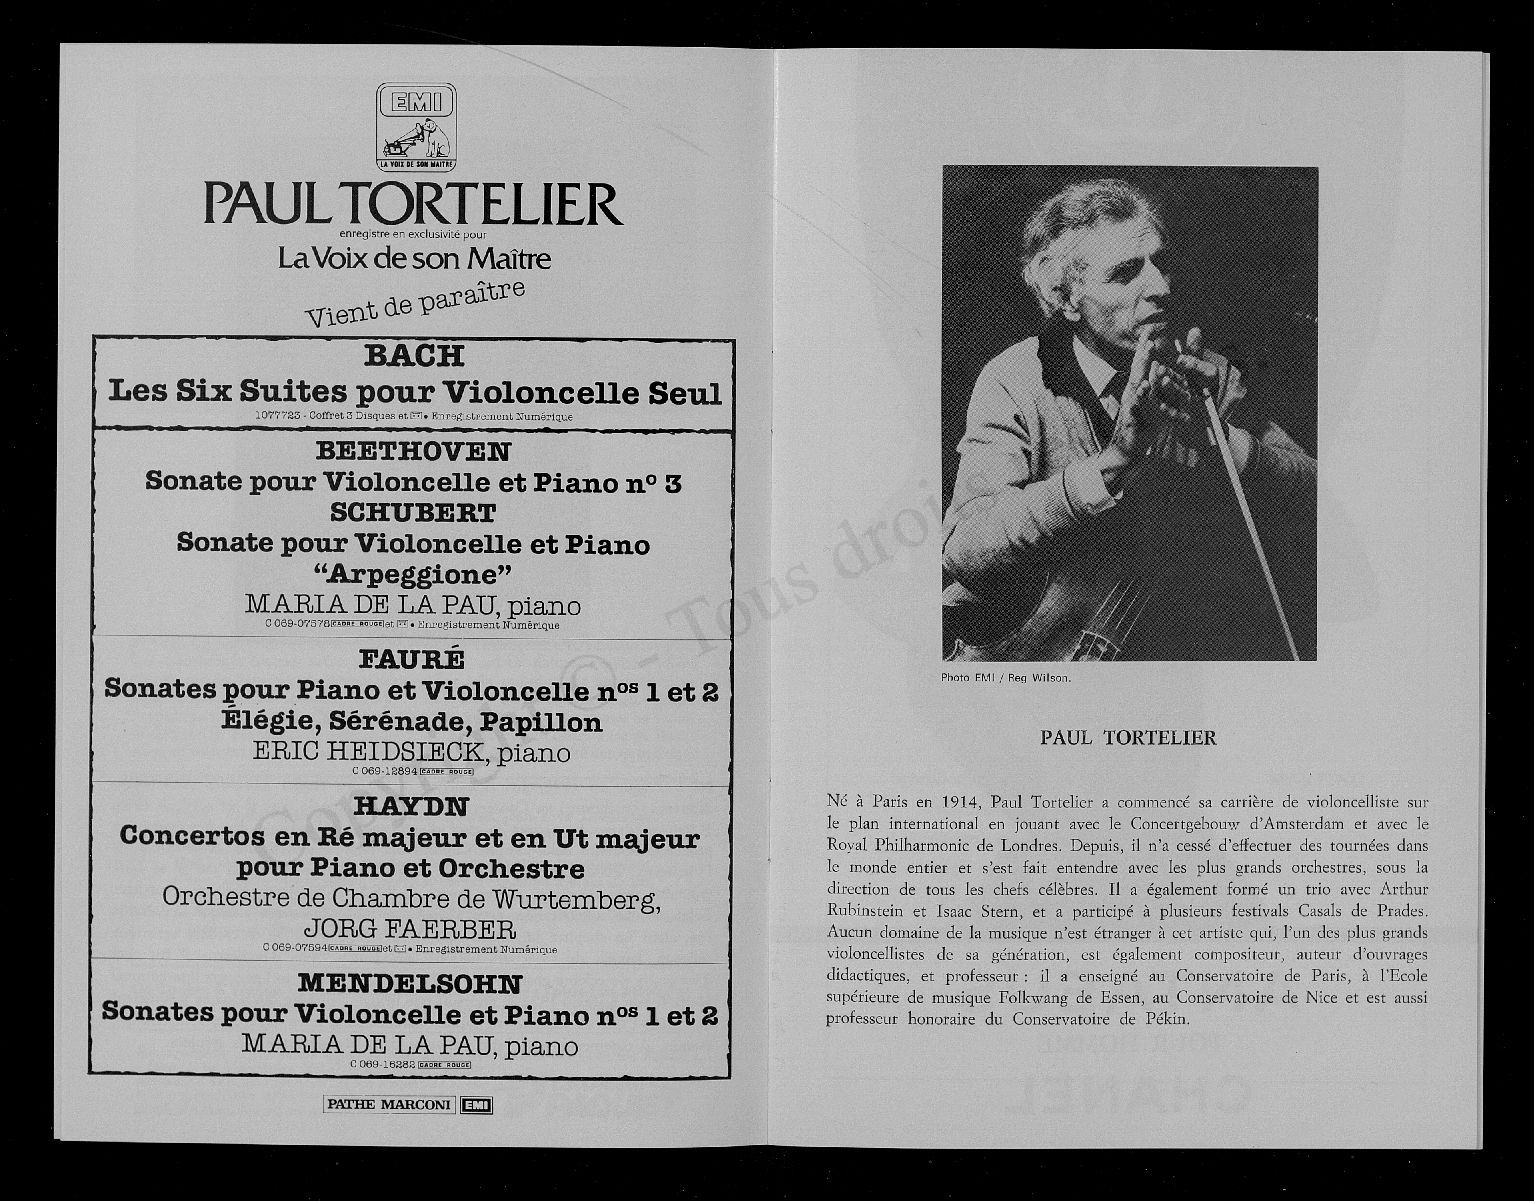 EMI
LA VOIX DE SON MAITRE
PAUL TORTELIER
enregistre en exclusivité pour
La Voix de son Maître
Vient de paraître
BACH
Les Six Suites pour Violoncelle Seul
1077723 - Coffret 3 Disques et • Enregistrement Numérique
BEETHOVEN
Sonate pour Violoncelle et Piano nº 3
SCHUBERT
Sonate pour Violoncelle et Piano
“Arpeggione”
MARIA DE LA PAU, piano
C 069-07578 CADRE ROUGE et • Enregistrement Numérique
FAURÉ
Sonates pour Piano et Violoncelle nos 1 et 2
Élégie, Sérénade, Papillon
ERIC HEIDSIECK, piano
C 069-12894 CADRE ROUGE
HAYDN
Concertos en Ré majeur et en Ut majeur
pour Piano et Orchestre
Orchestre de Chambre de Wurtemberg,
JORG FAERBER
C 069-07594 CADRE ROUGE et • Enregistrement Numérique
MENDELSOHN
Sonates pour Violoncelle et Piano nos 1 et 2
MARIA DE LA PAU, piano
C 069-16282 CADRE ROUGE
PATHE MARCONI EMI
Photo EMI / Reg Wilson.
PAUL TORTELIER
Né à Paris en 1914, Paul Tortelier a commencé sa carrière de violoncelliste sur
le plan international en jouant avec le Concertgebouw d’Amsterdam et avec le
Royal Philharmonic de Londres. Depuis, il n’a cessé d’effectuer des tournées dans
le monde entier et s’est fait entendre avec les plus grands orchestres, sous la
direction de tous les chefs célèbres. Il a également formé un trio avec Arthur
Rubinstein et Isaac Stern, et a participé à plusieurs festivals Casals de Prades.
Aucun domaine de la musique n’est étranger à cet artiste qui, l’un des plus grands
violoncellistes de sa génération, est également compositeur, auteur d’ouvrages
didactiques, et professeur : il a enseigné au Conservatoire de Paris, à l’Ecole
supérieure de musique Folkwang de Essen, au Conservatoire de Nice et est aussi
professeur honoraire du Conservatoire de Pékin.
Copyright © - Tous droits